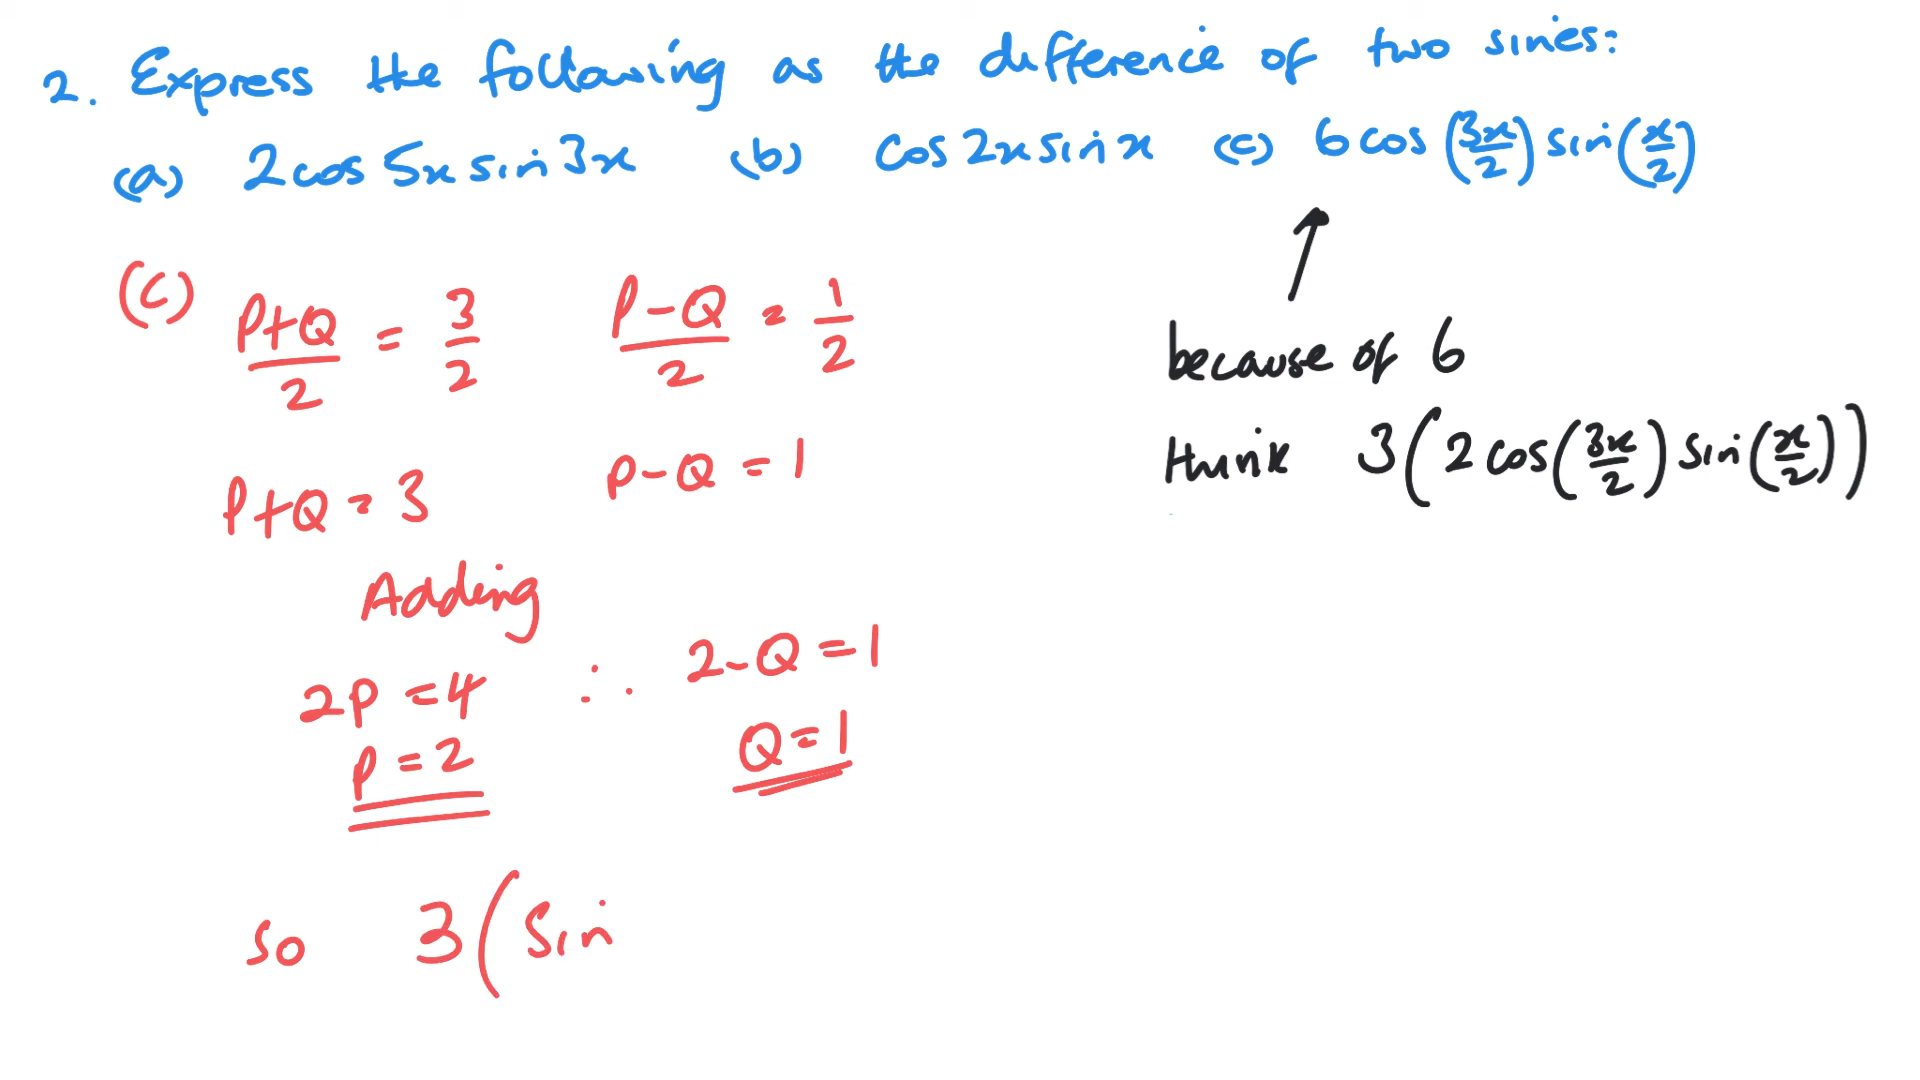 2. Express the following as the difference of two sines:
(a) 2cos 5x sin 3x (b) cos 2x sin x (c) 6 cos (3x/2) sin (x/2)
(c) P+Q/2 = 3/2 P-Q/2 = 1/2
P+Q = 3 P-Q = 1
Adding
2P = 4 ∴ 2-Q = 1
P = 2 Q = 1
so 3( sin
because of 6
think 3(2 cos(3x/2) sin(x/2))